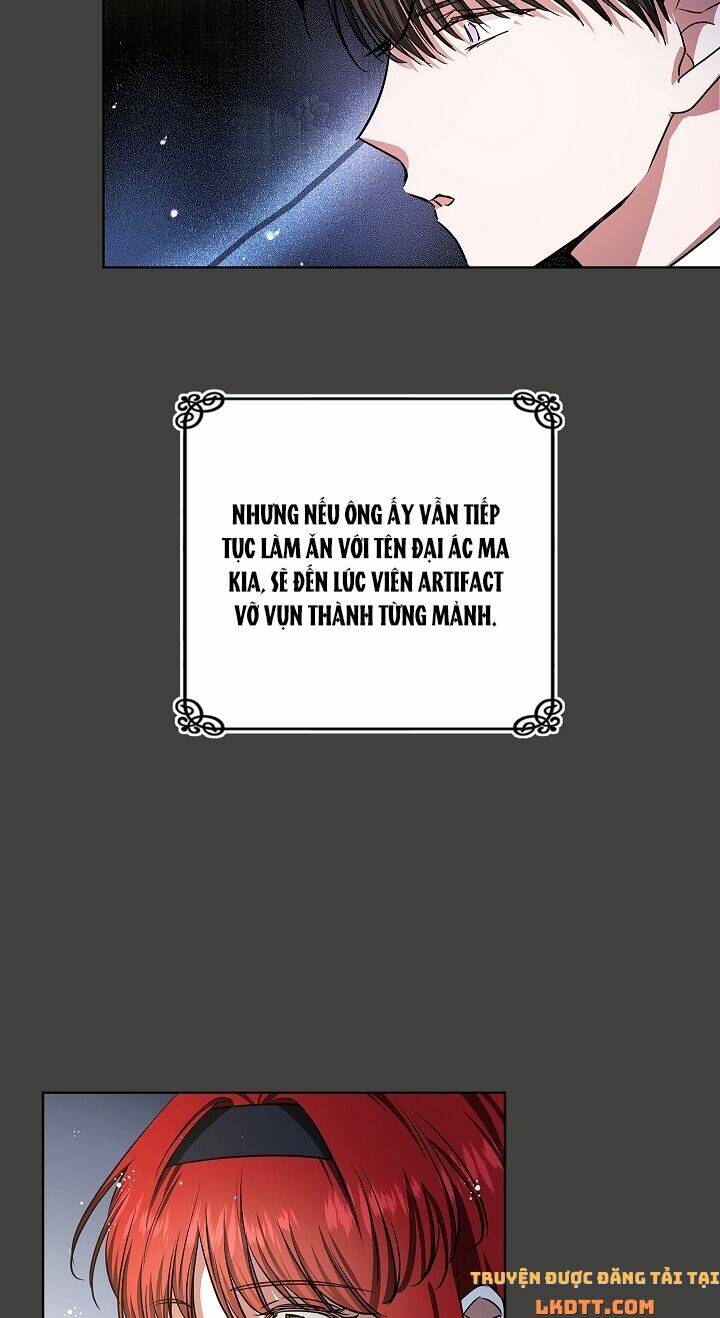 NHƯNG NẾU ÔNG ẤY VẪN TIẾP
TỤC LÀM ĂN VỚI TÊN ĐẠI ÁC MA
KIA, SẼ ĐẾN LÚC VIÊN ARTIFACT
VỠ VỤN THÀNH TỪNG MẢNH.
TRUYỆN ĐƯỢC ĐĂNG TẢI TẠI
LKDTT.COM